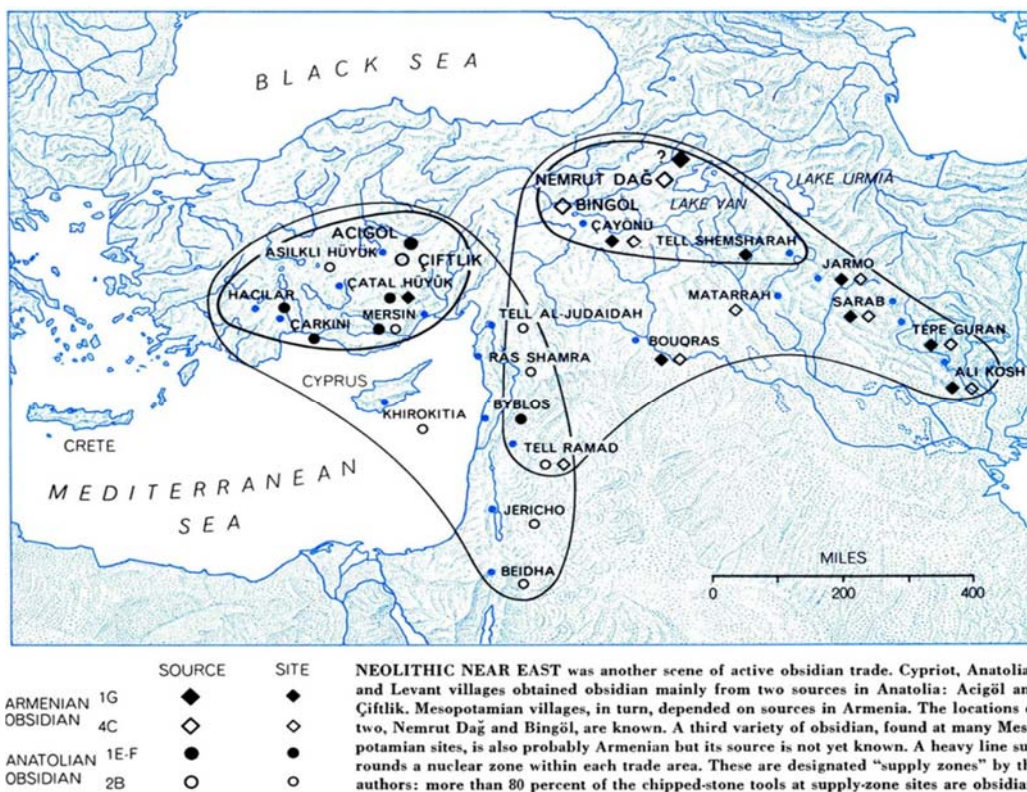 BLACK SEA
NEMRUT DAĞ
?
LAKE URMIA
BINGÖL
LAKE VAN
ÇAYÖNÜ
ACIGÖL
TELL SHEMSHARAH
ASILKLI HÜYÜK
ÇIFTLIK
JARMO
ÇATAL HÜYÜK
MATARRAH
SARAB
HACILAR
MERSIN
TELL AL-JUDAIDAH
ÇARKINI
BOUQRAS
TEPE GURAN
RAS SHAMRA
ALI KOSH
CYPRUS
BYBLOS
KHIROKITIA
CRETE
TELL RAMAD
MEDITERRANEAN
SEA
JERICHO
MILES
BEIDHA
0 200 400
SOURCE SITE
ARMENIAN OBSIDIAN
1G
4C
ANATOLIAN OBSIDIAN
1E-F
2B
NEOLITHIC NEAR EAST was another scene of active obsidian trade. Cypriot, Anatolia
and Levant villages obtained obsidian mainly from two sources in Anatolia: Acigöl an
Çiftlik. Mesopotamian villages, in turn, depended on sources in Armenia. The locations
two, Nemrut Dağ and Bingöl, are known. A third variety of obsidian, found at many Mes
potamian sites, is also probably Armenian but its source is not yet known. A heavy line su
rounds a nuclear zone within each trade area. These are designated “supply zones” by th
authors: more than 80 percent of the chipped-stone tools at supply-zone sites are obsidia